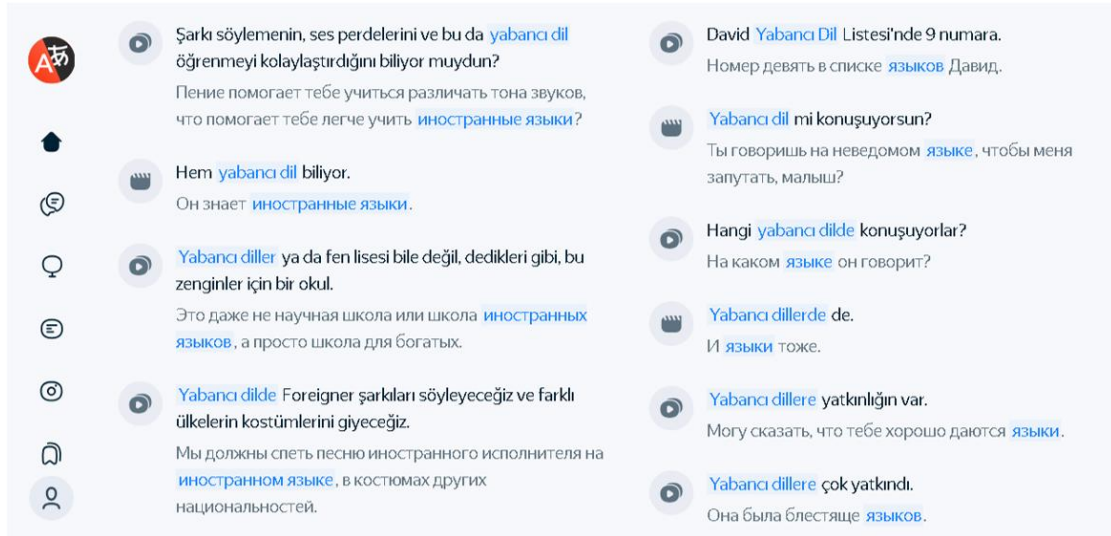 Aあ
Şarkı söylemenin, ses perdelerini ve bu da yabancı dil
öğrenmeyi kolaylaştırdığını biliyor muydun?
Пение помогает тебе учиться различать тона звуков,
что помогает тебе легче учить иностранные языки?
Hem yabancı dil biliyor.
Он знает иностранные языки.
Yabancı diller ya da fen lisesi bile değil, dedikleri gibi, bu
zenginler için bir okul.
Это даже не научная школа или школа иностранных
языков, а просто школа для богатых.
Yabancı dilde Foreigner şarkıları söyleyeceğiz ve farklı
ülkelerin kostümlerini giyeceğiz.
Мы должны спеть песню иностранного исполнителя на
иностранном языке, в костюмах других
национальностей.
David Yabancı Dil Listesi'nde 9 numara.
Номер девять в списке языков Давид.
Yabancı dil mi konuşuyorsun?
Ты говоришь на неведомом языке, чтобы меня
запутать, малыш?
Hangi yabancı dilde konuşuyorlar?
На каком языке он говорит?
Yabancı dillerde de.
И языки тоже.
Yabancı dillere yatkınlığın var.
Могу сказать, что тебе хорошо даются языки.
Yabancı dillere çok yatkındı.
Она была блестяще языков.